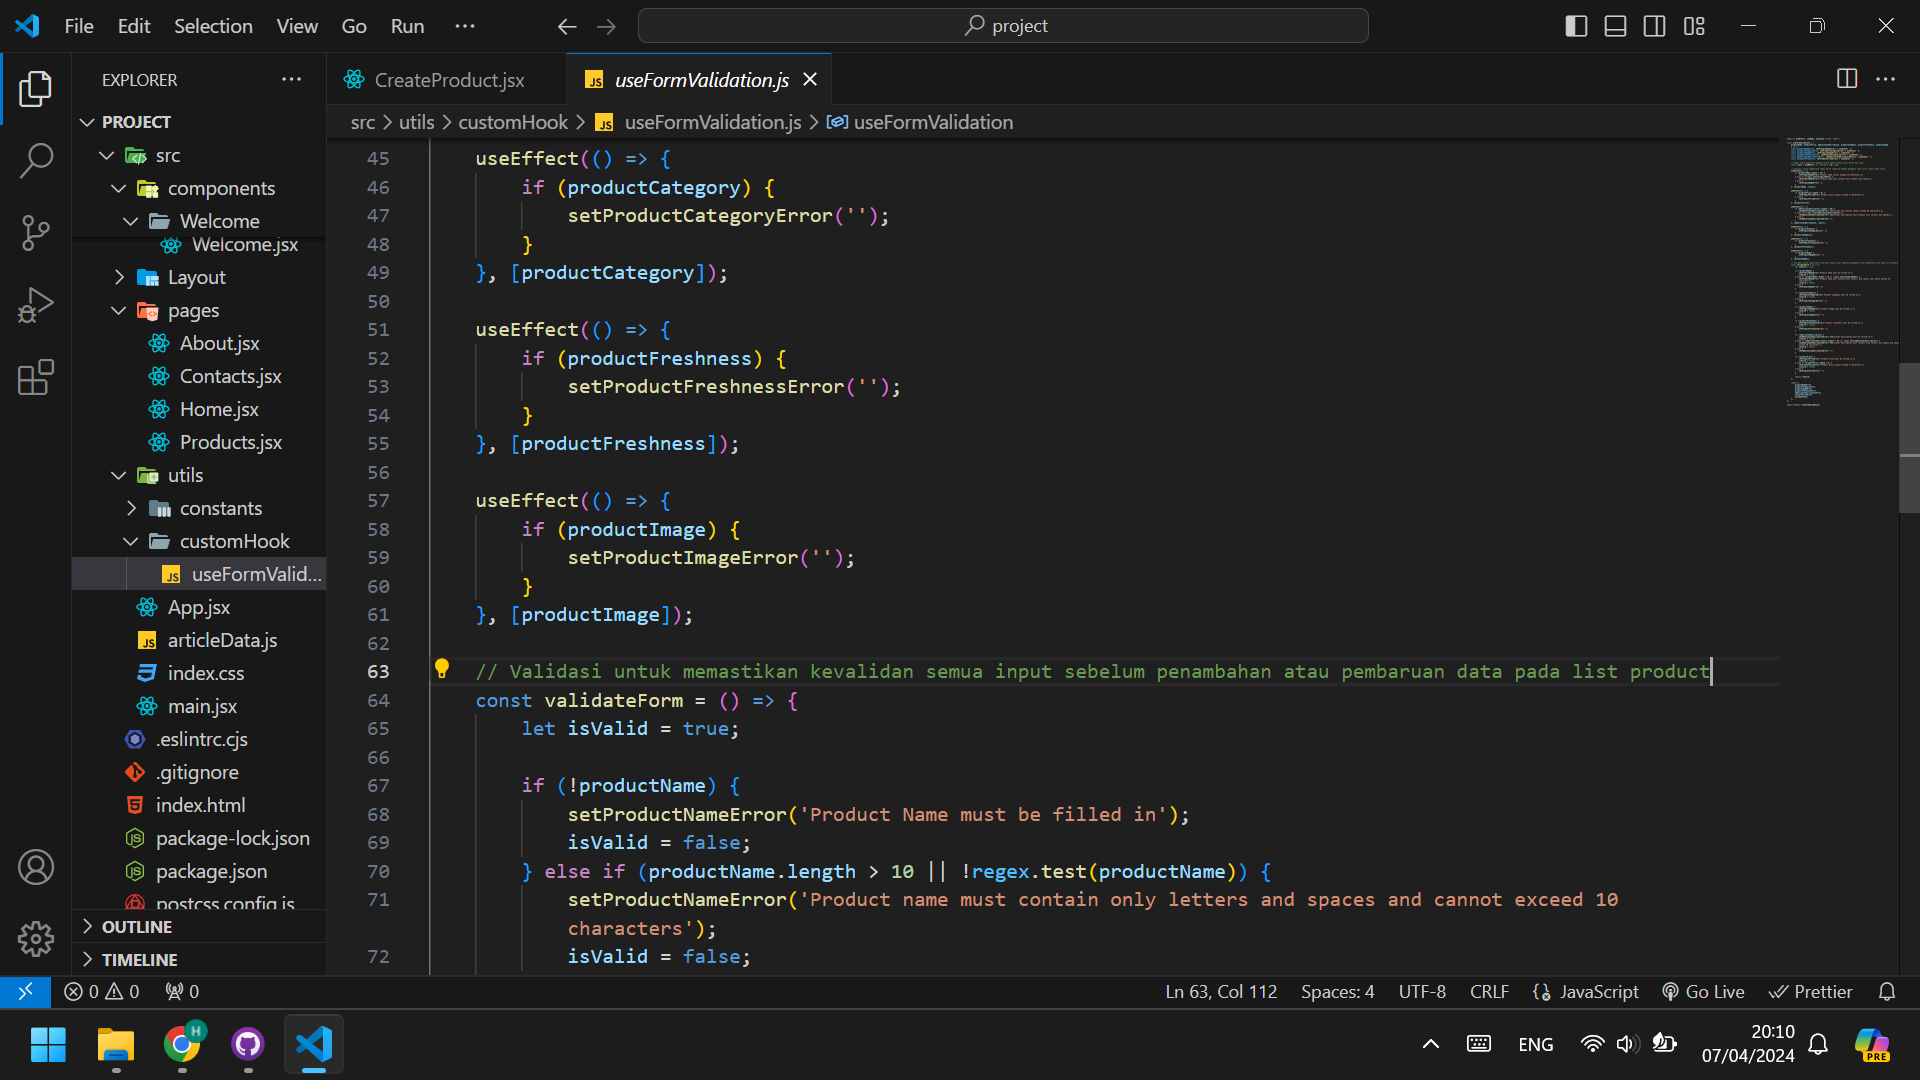 File Edit Selection View Go Run
project
EXPLORER
PROJECT
src
components
Welcome
Welcome.jsx
Layout
pages
About.jsx
Contacts.jsx
Home.jsx
Products.jsx
utils
constants
customHook
useFormValid...
App.jsx
articleData.js
index.css
main.jsx
.eslintrc.cjs
.gitignore
index.html
package-lock.json
package.json
postcss.config.js
OUTLINE
TIMELINE
CreateProduct.jsx
JS useFormValidation.js
src > utils > customHook > JS useFormValidation.js > useFormValidation
45 useEffect(() => {
46 if (productCategory) {
47 setProductCategoryError('');
48 }
49 }, [productCategory]);
50
51 useEffect(() => {
52 if (productFreshness) {
53 setProductFreshnessError('');
54 }
55 }, [productFreshness]);
56
57 useEffect(() => {
58 if (productImage) {
59 setProductImageError('');
60 }
61 }, [productImage]);
62
63 // Validasi untuk memastikan kevalidan semua input sebelum penambahan atau pembaruan data pada list product
64 const validateForm = () => {
65 let isValid = true;
66
67 if (!productName) {
68 setProductNameError('Product Name must be filled in');
69 isValid = false;
70 } else if (productName.length > 10 || !regex.test(productName)) {
71 setProductNameError('Product name must contain only letters and spaces and cannot exceed 10
characters');
72 isValid = false;
0 0 0
Ln 63, Col 112 Spaces: 4 UTF-8 CRLF JavaScript Go Live Prettier
H
ENG
20:10
07/04/2024
PRE